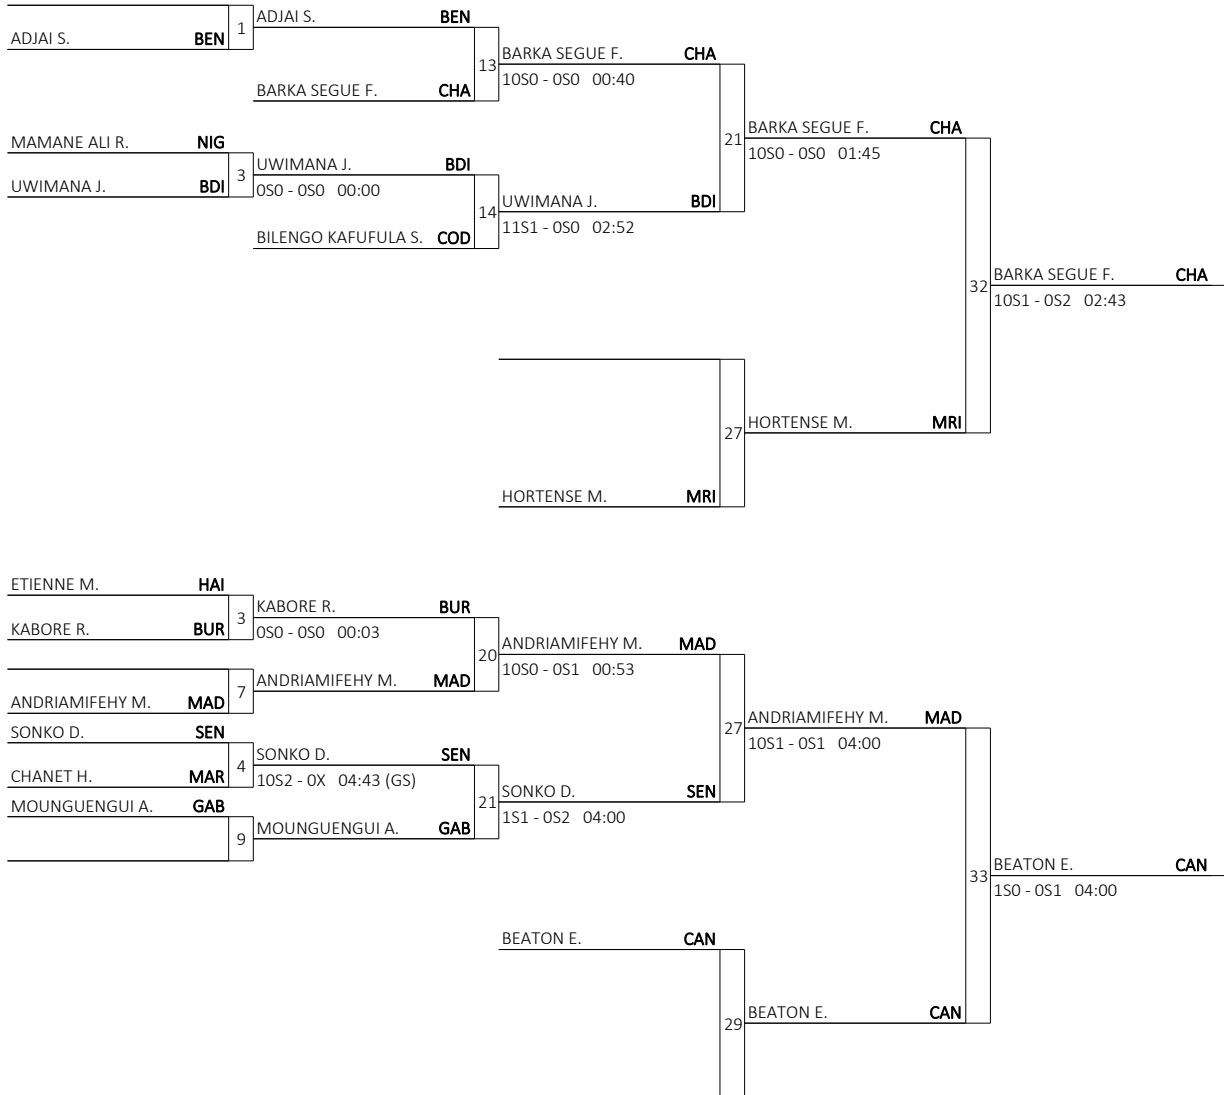 ADJAI S. BEN
1
ADJAI S. BEN
BARKA SEGUE F. CHA
13
BARKA SEGUE F. CHA
10S0 - 0S0 00:40
MAMANE ALI R. NIG
UWIMANA J. BDI
3
UWIMANA J. BDI
0S0 - 0S0 00:00
BILENGO KAFUFULA S. COD
14
UWIMANA J. BDI
11S1 - 0S0 02:52
21
BARKA SEGUE F. CHA
10S0 - 0S0 01:45
HORTENSE M. MRI
27
HORTENSE M. MRI
32
BARKA SEGUE F. CHA
10S1 - 0S2 02:43
ETIENNE M. HAI
KABORE R. BUR
3
KABORE R. BUR
0S0 - 0S0 00:03
ANDRIAMIFEHY M. MAD
7
ANDRIAMIFEHY M. MAD
20
ANDRIAMIFEHY M. MAD
10S0 - 0S1 00:53
SONKO D. SEN
CHANET H. MAR
4
SONKO D. SEN
10S2 - 0X 04:43 (GS)
MOUNGUENGUI A. GAB
9
MOUNGUENGUI A. GAB
21
SONKO D. SEN
1S1 - 0S2 04:00
27
ANDRIAMIFEHY M. MAD
10S1 - 0S1 04:00
BEATON E. CAN
29
BEATON E. CAN
33
BEATON E. CAN
1S0 - 0S1 04:00